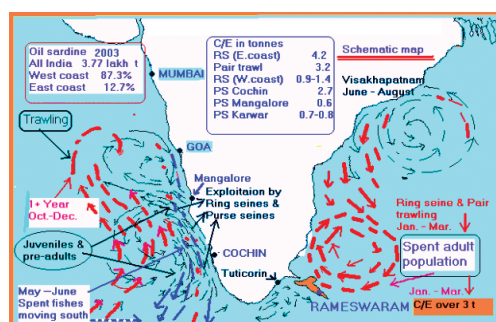 Oil sardine 2003
All India 3.77 lakh t
West coast 87.3%
East coast 12.7%
MUMBAI
C/E in tonnes
RS (E.coast) 4.2
Pair trawl 3.2
RS (W.coast) 0.9-1.4
PS Cochin 2.7
PS Mangalore 0.6
PS Karwar 0.7-0.8
Schematic map
Visakhapatnam
June - August
Trawling
GOA
Mangalore
1+ Year
Oct.-Dec.
Exploitaion by
Ring seines &
Purse seines
Juveniles &
pre-adults
COCHIN
Tuticorin
May —June
Spent fishes
moving south
Ring seine & Pair
trawling
Jan. - Mar.
Spent adult
population
Jan. - Mar.
RAMESWARAM
C/E over 3 t